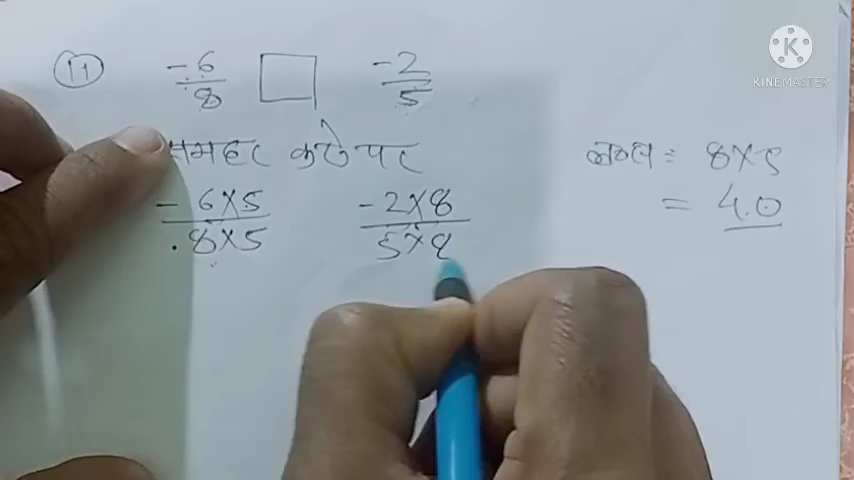 (11) -6/8 □ -2/5
समहर करने पर
-6×5/8×5 -2×8/5×8
ल०स० = 8×5
= 40
KINEMASTER